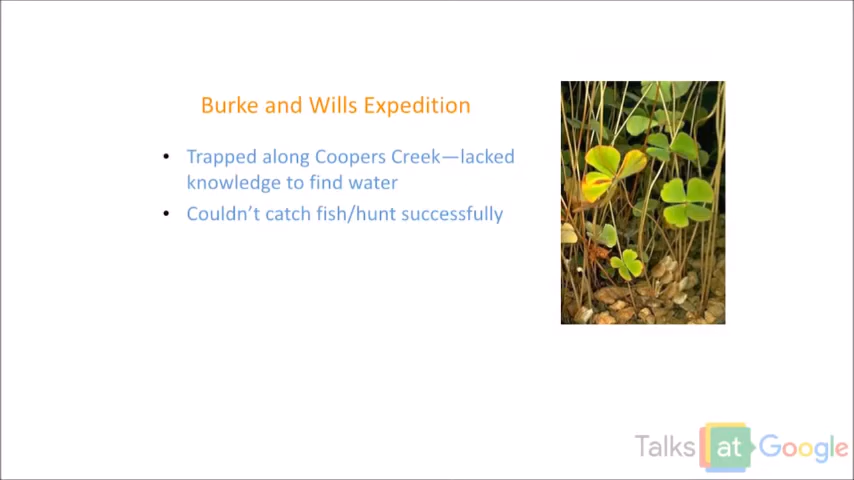 Burke and Wills Expedition
• Trapped along Coopers Creek—lacked
knowledge to find water
• Couldn't catch fish/hunt successfully
Talks at Google